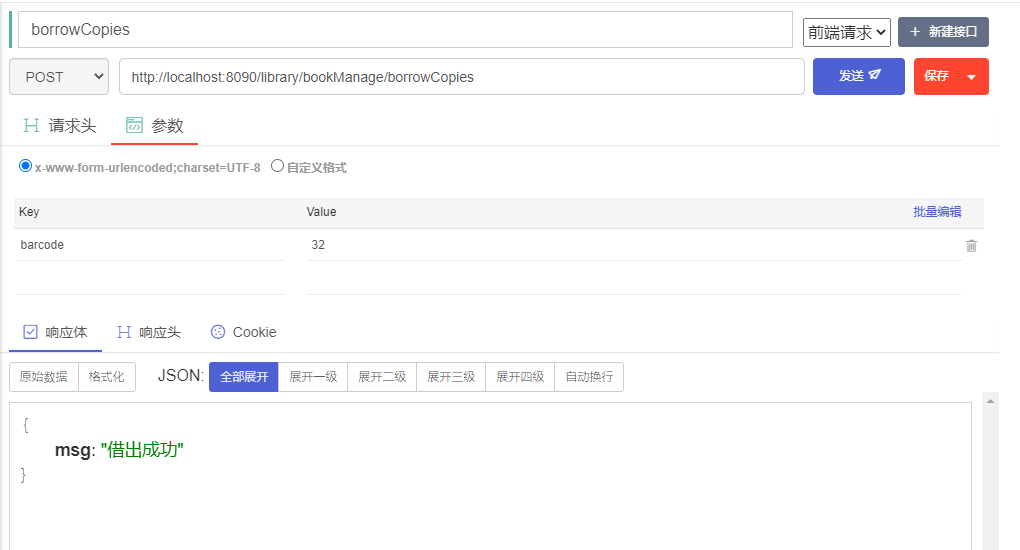 borrowCopies
前端请求
+ 新建接口
POST
http://localhost:8090/library/bookManage/borrowCopies
发送
保存
请求头
参数
x-www-form-urlencoded;charset=UTF-8
自定义格式
Key
Value
批量编辑
barcode
32
响应体
响应头
Cookie
原始数据
格式化
JSON:
全部展开
展开一级
展开二级
展开三级
展开四级
自动换行
{
msg: "借出成功"
}